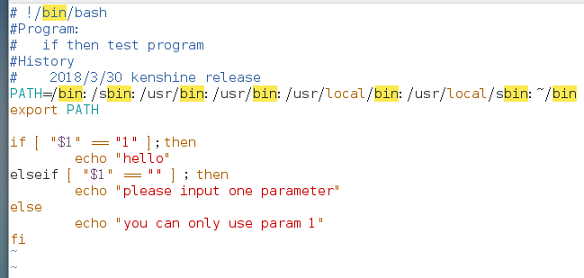 # !/bin/bash
#Program:
#   if then test program
#History
#    2018/3/30 kenshine release
PATH=/bin:/sbin:/usr/bin:/usr/bin:/usr/local/bin:/usr/local/sbin:~/bin
export PATH

if [ "$1" == "1" ];then
        echo "hello"
elseif [ "$1" == "" ] ; then
        echo "please input one parameter"
else
        echo "you can only use param 1"
fi
~
~